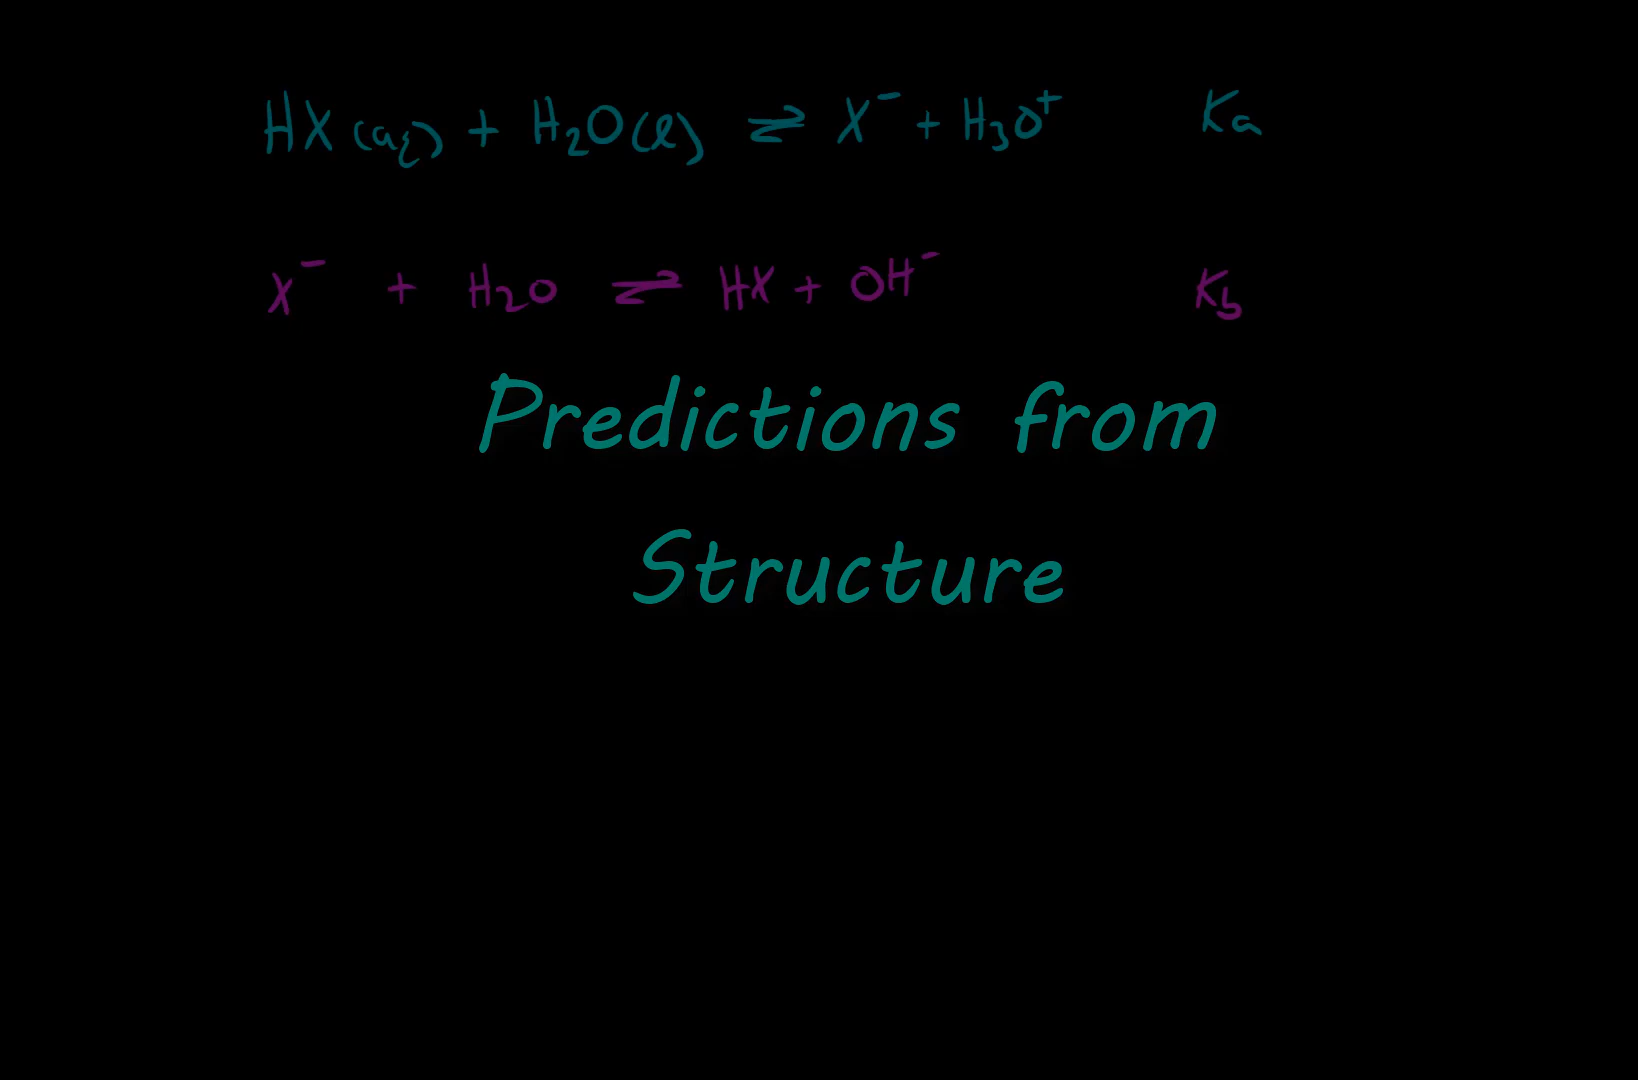 HX(aq) + H₂O(l) ⇌ X⁻ + H₃O⁺ Ka
X⁻ + H₂O ⇌ HX + OH⁻ Kb
Predictions from
Structure